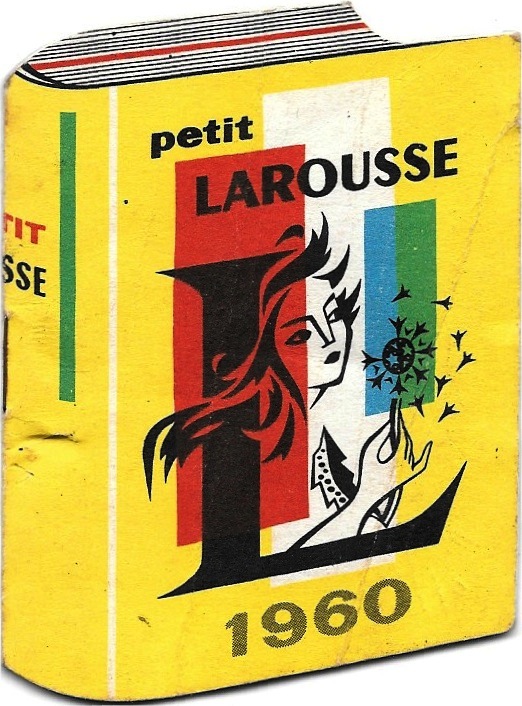 petit
LAROUSSE
TIT
SSE
L
1960